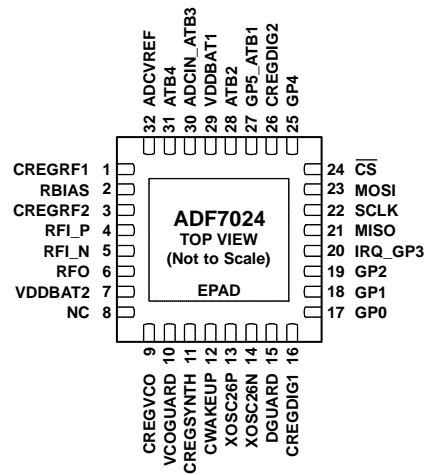 32 ADCVREF
31 ATB4
30 ADCIN_ATB3
29 VDDBAT1
28 ATB2
27 GP5_ATB1
26 CREGDIG2
25 GP4
CREGRF1 1
RBIAS 2
CREGRF2 3
RFI_P 4
RFI_N 5
RFO 6
VDDBAT2 7
NC 8
ADF7024
TOP VIEW
(Not to Scale)
EPAD
24 CS
23 MOSI
22 SCLK
21 MISO
20 IRQ_GP3
19 GP2
18 GP1
17 GP0
CREGVCO 9
VCOGUARD 10
CREGSYNTH 11
CWAKEUP 12
XOSC26P 13
XOSC26N 14
DGUARD 15
CREGDIG1 16